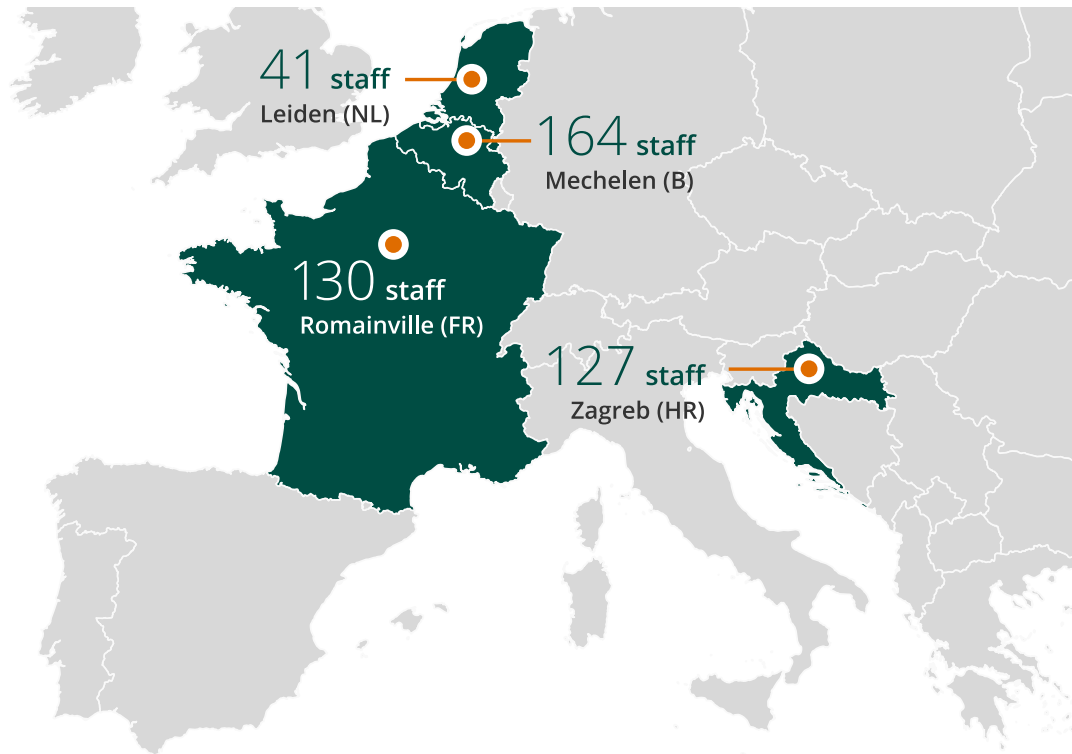 41 staff
Leiden (NL)
164 staff
Mechelen (B)
130 staff
Romainville (FR)
127 staff
Zagreb (HR)